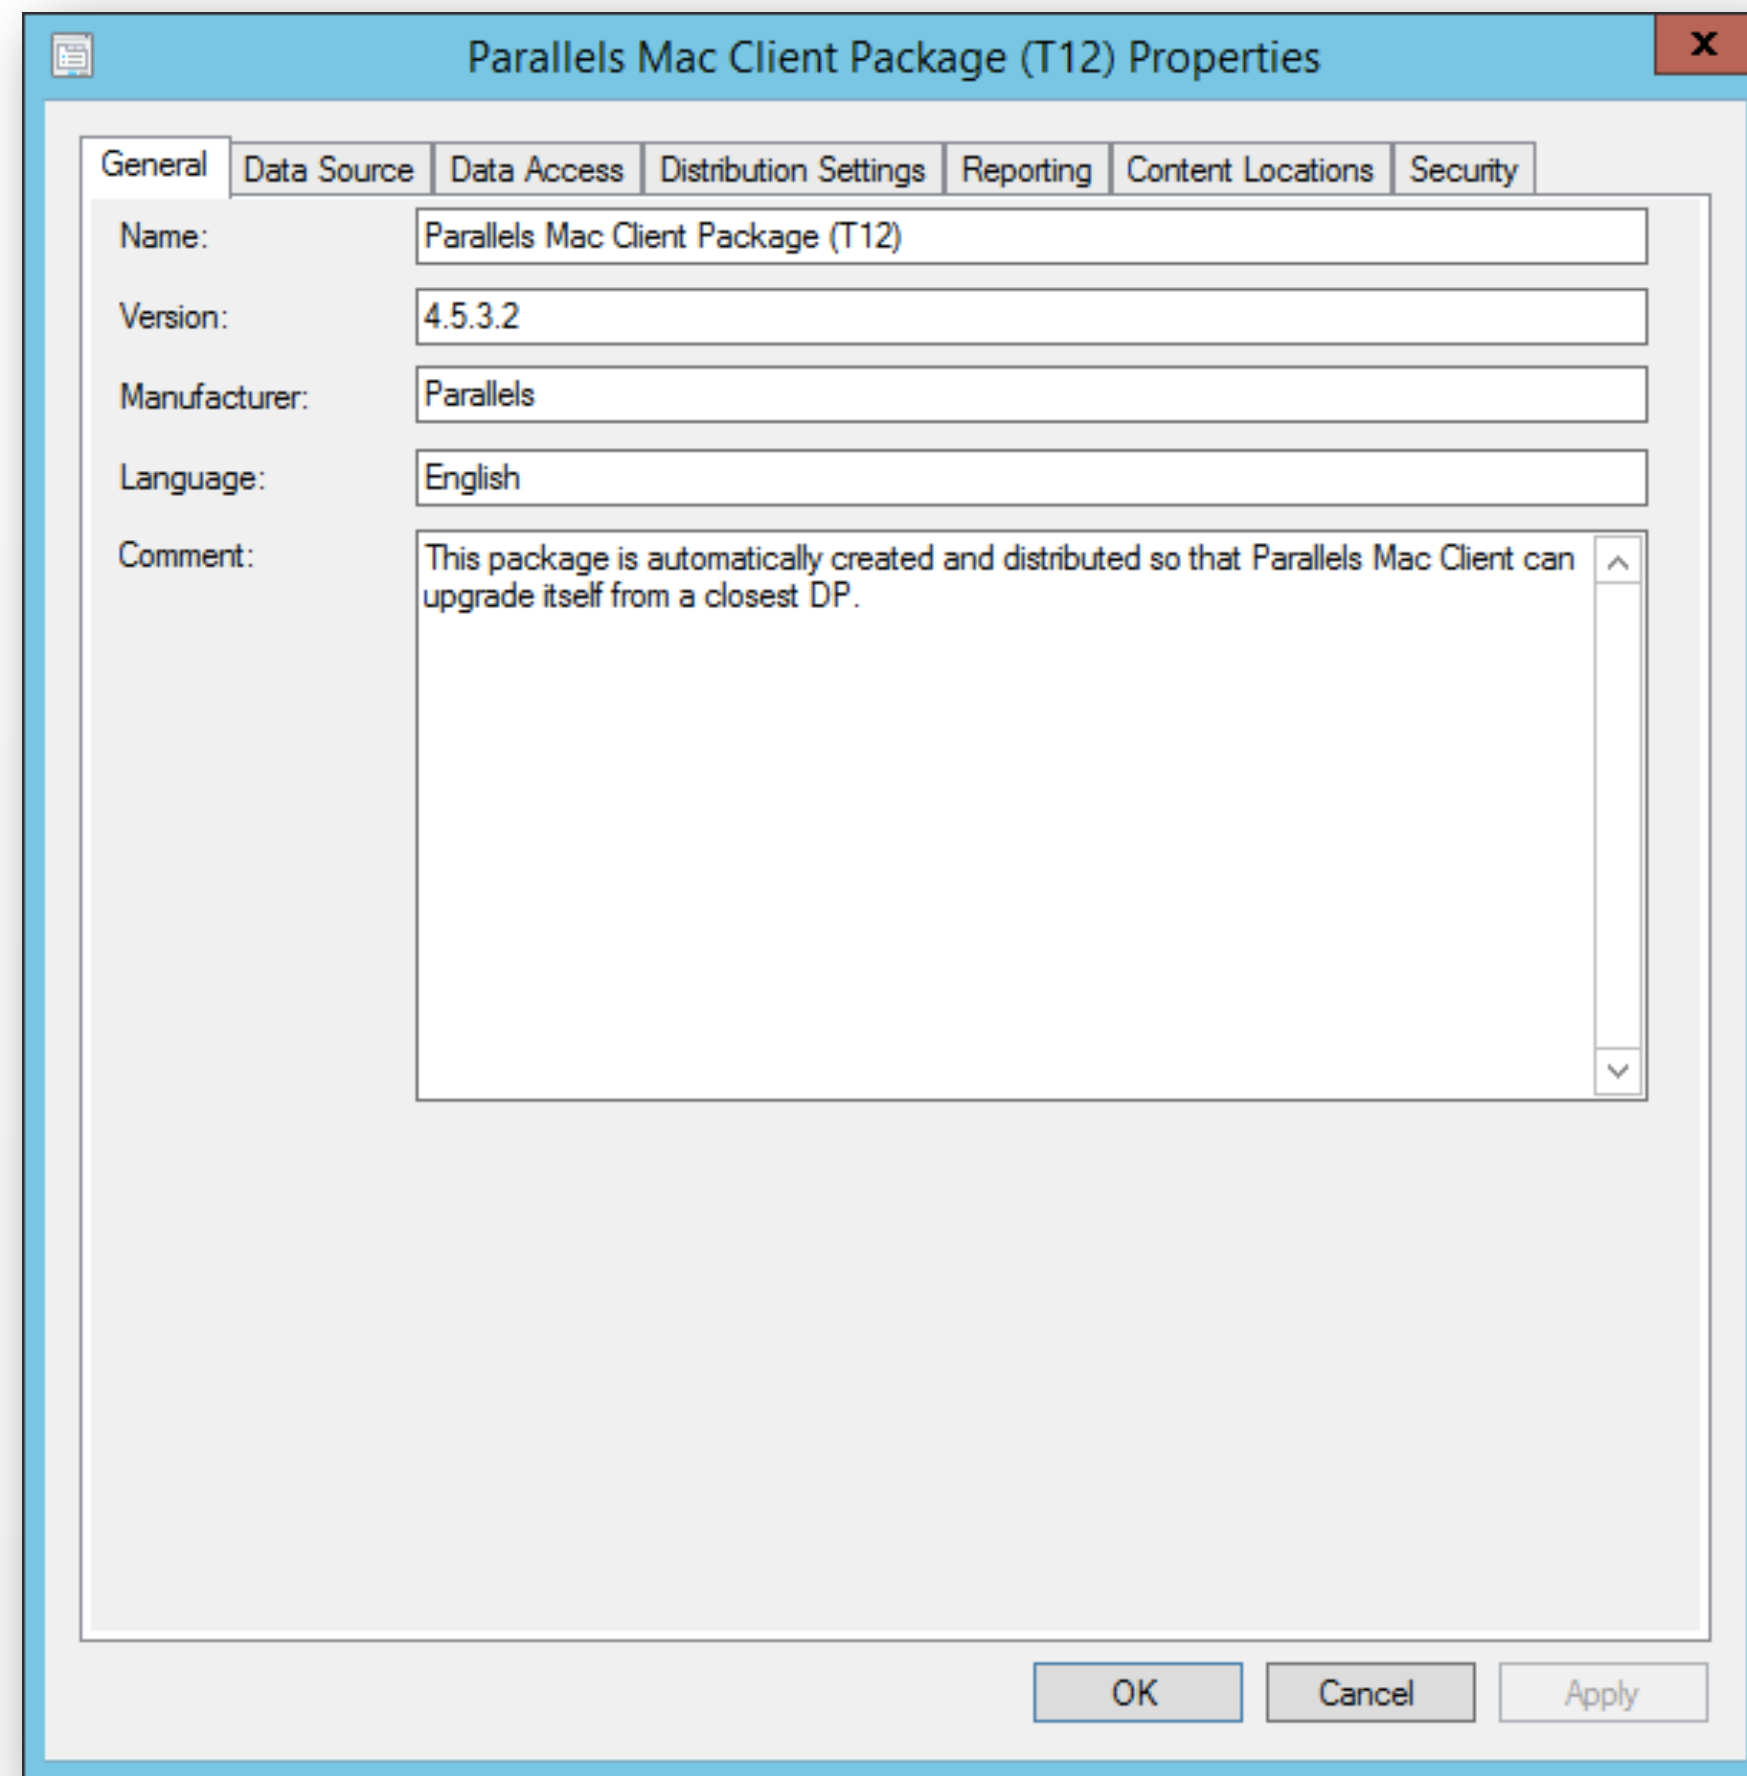 Parallels Mac Client Package (T12) Properties
x
General Data Source Data Access Distribution Settings Reporting Content Locations Security
Name: Parallels Mac Client Package (T12)
Version: 4.5.3.2
Manufacturer: Parallels
Language: English
Comment: This package is automatically created and distributed so that Parallels Mac Client can
upgrade itself from a closest DP.
OK Cancel Apply